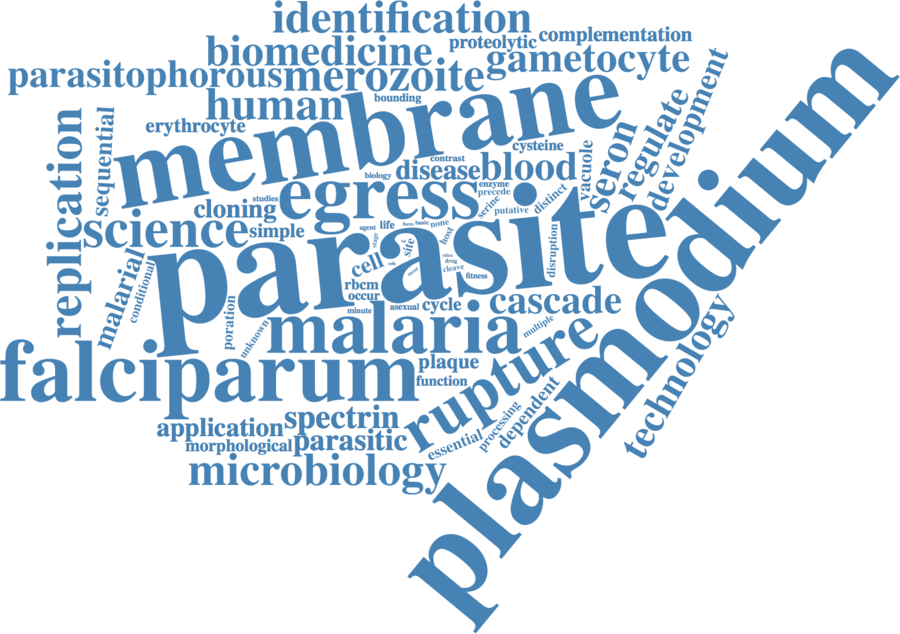 identification
biomedicine
proteolytic
complementation
parasitophorous
merozoite
gametocyte
human
bounding
membrane
erythrocyte
cysteine
sequential
replication
contrast
disease
blood
vacuole
seron
regulate
development
biology
enzyme
precede
egress
studies
cloning
serine
putative
distinct
science
simple
agent
life
basic
none
host
stage
site
parasite
cell
drug
cleave
fitness
disruption
malarial
conditional
rbcm
occur
asexual
cycle
cascade
poration
unknown
minute
malaria
multiple
plasmodium
falciparum
plaque
function
rupture
technology
application
spectrin
morphological
parasitic
essential
processing
dependent
microbiology